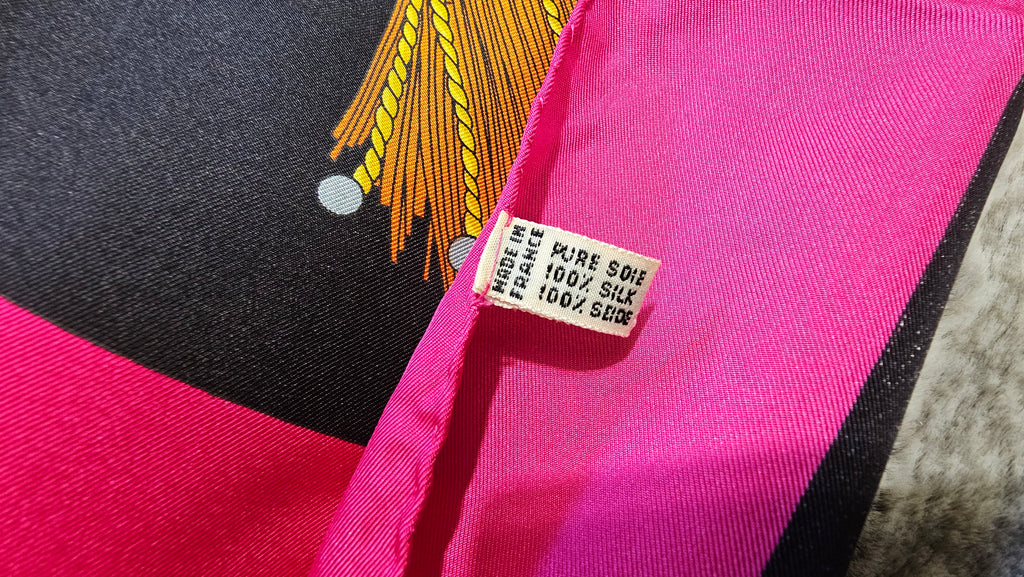 MADE IN
FRANCE
PURE SOIE
100% SILK
100% SEIDE